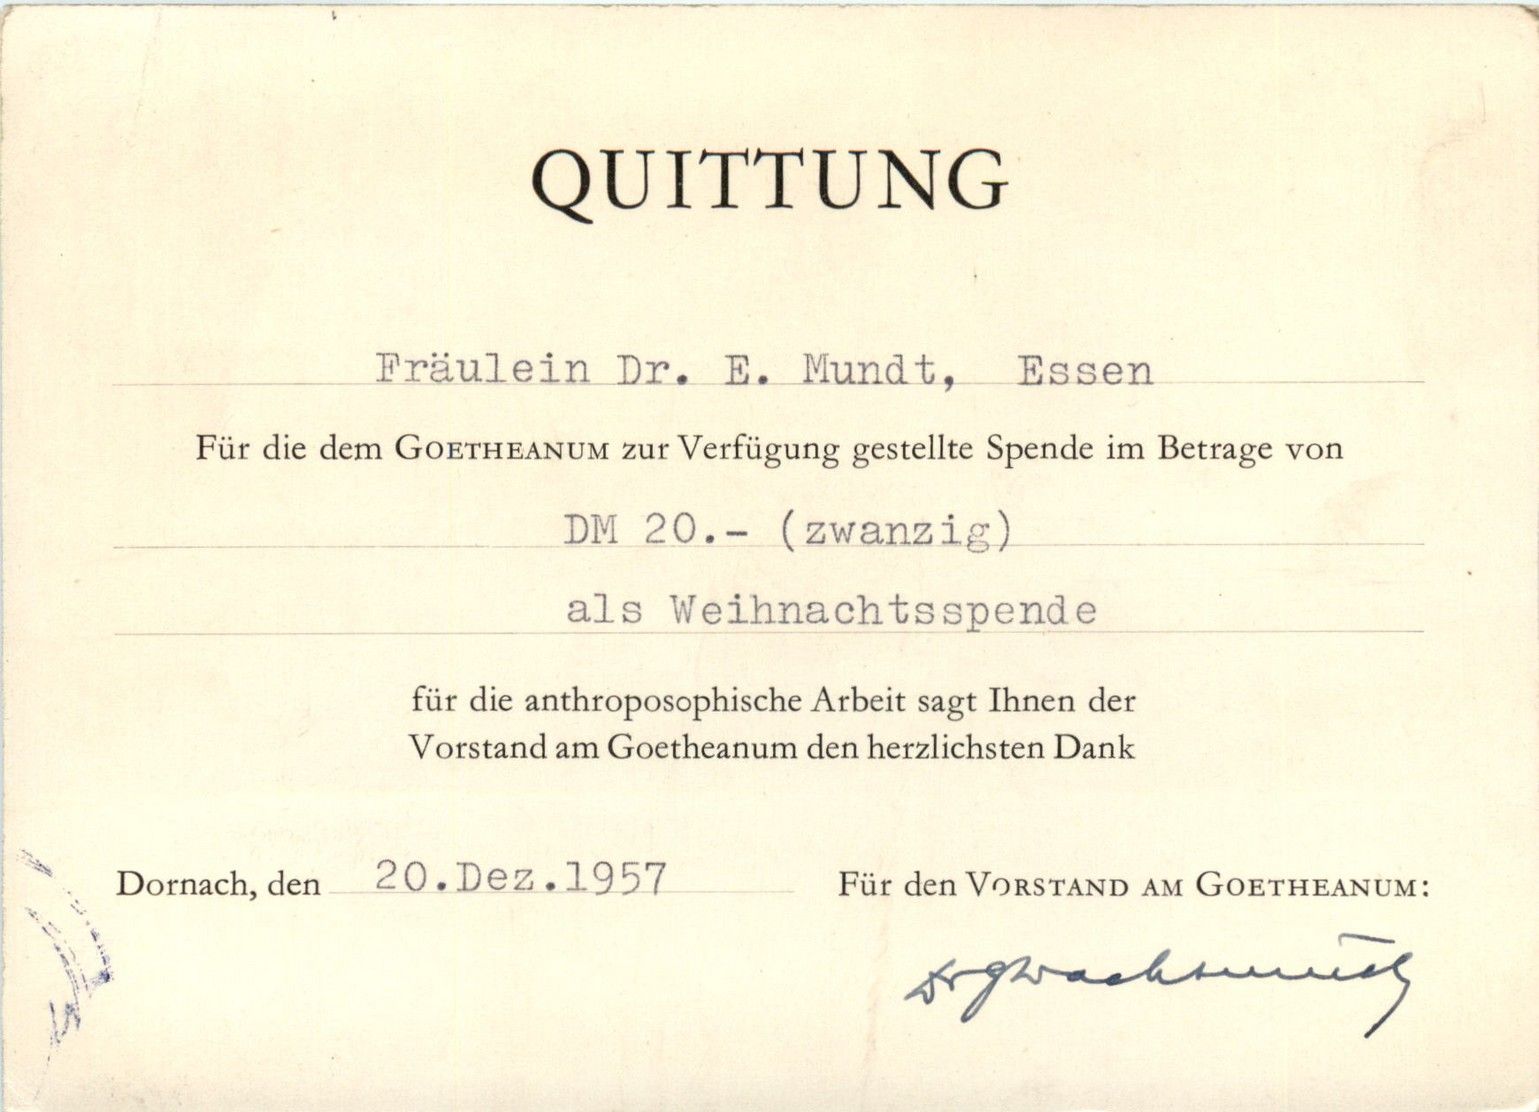 QUITTUNG
Fräulein Dr. E. Mundt, Essen
Für die dem GOETHEANUM zur Verfügung gestellte Spende im Betrage von
DM 20.- (zwanzig)
als Weihnachtsspende
für die anthroposophische Arbeit sagt Ihnen der
Vorstand am Goetheanum den herzlichsten Dank
Dornach, den 20.Dez.1957 Für den VORSTAND AM GOETHEANUM:
Dr G Wachsmuth